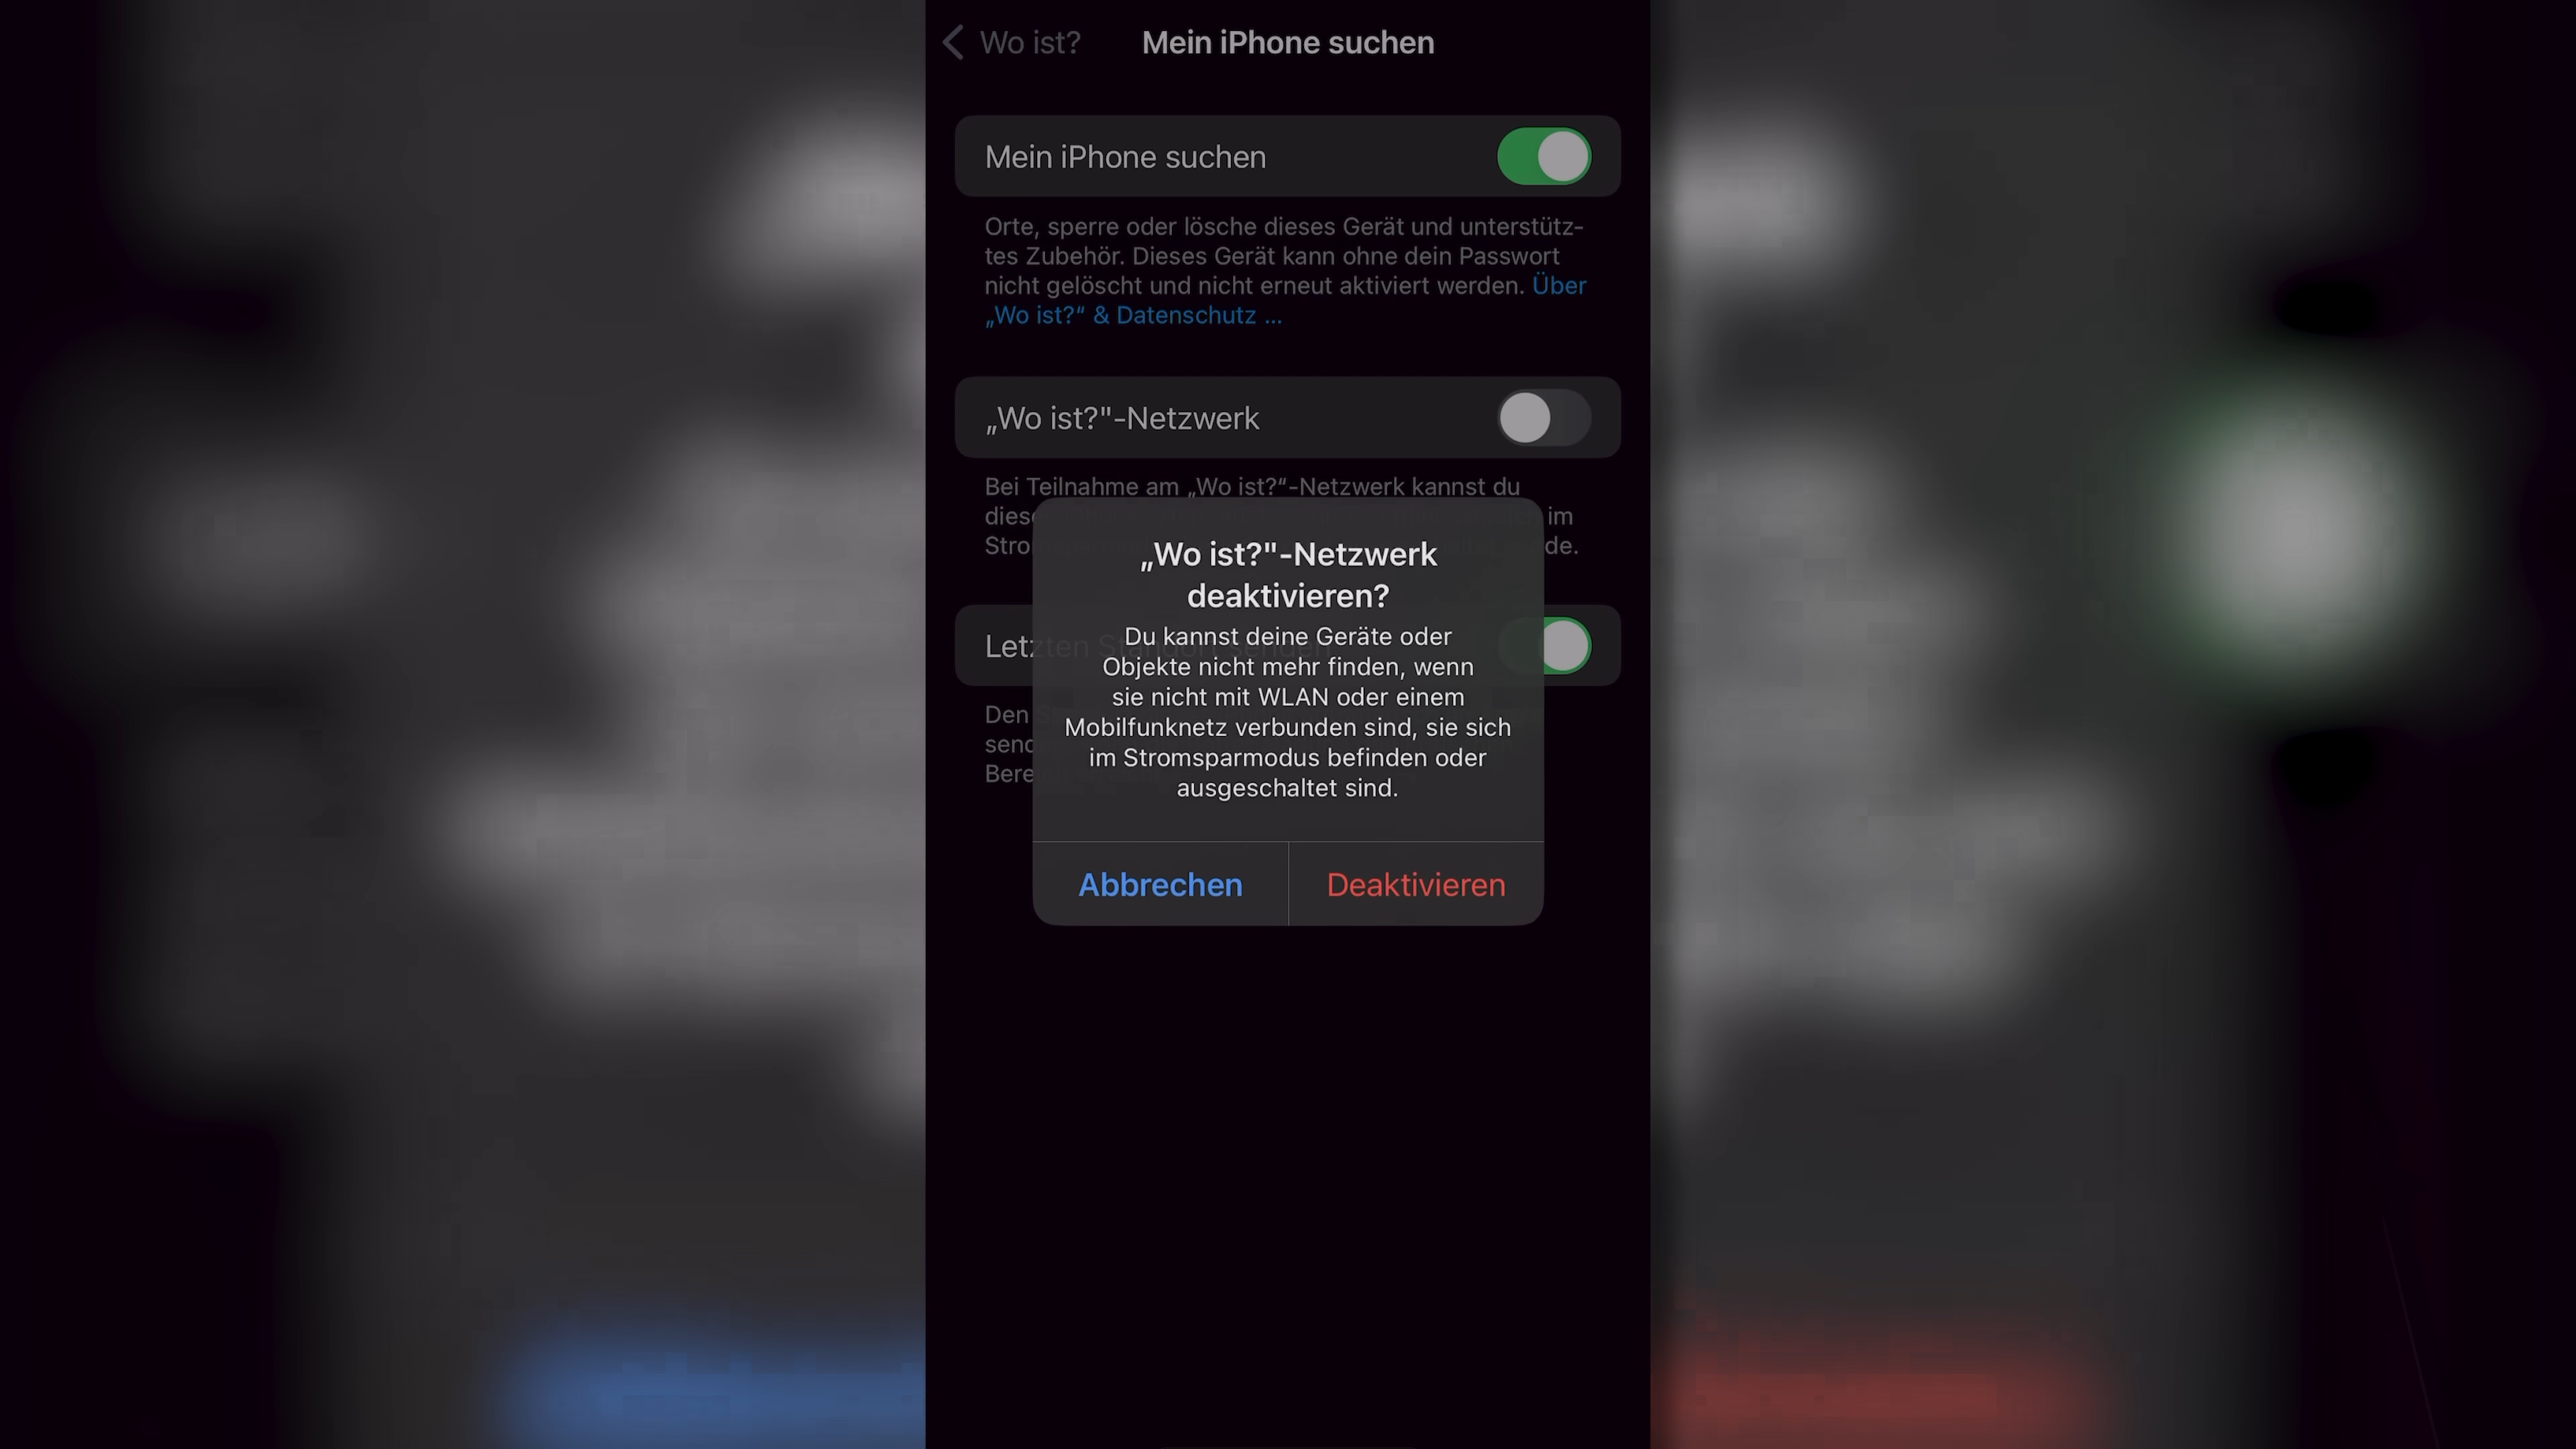 Wo ist?
Mein iPhone suchen
Mein iPhone suchen
Orte, sperre oder lösche dieses Gerät und unterstütz-
tes Zubehör. Dieses Gerät kann ohne dein Passwort
nicht gelöscht und nicht erneut aktiviert werden. Über
„Wo ist?“ & Datenschutz ...
„Wo ist?"-Netzwerk
Bei Teilnahme am „Wo ist?“-Netzwerk kannst du
im
„Wo ist?"-Netzwerk
deaktivieren?
Du kannst deine Geräte oder
Objekte nicht mehr finden, wenn
sie nicht mit WLAN oder einem
Mobilfunknetz verbunden sind, sie sich
im Stromsparmodus befinden oder
ausgeschaltet sind.
Letzten Standort senden
Den
Abbrechen
Deaktivieren